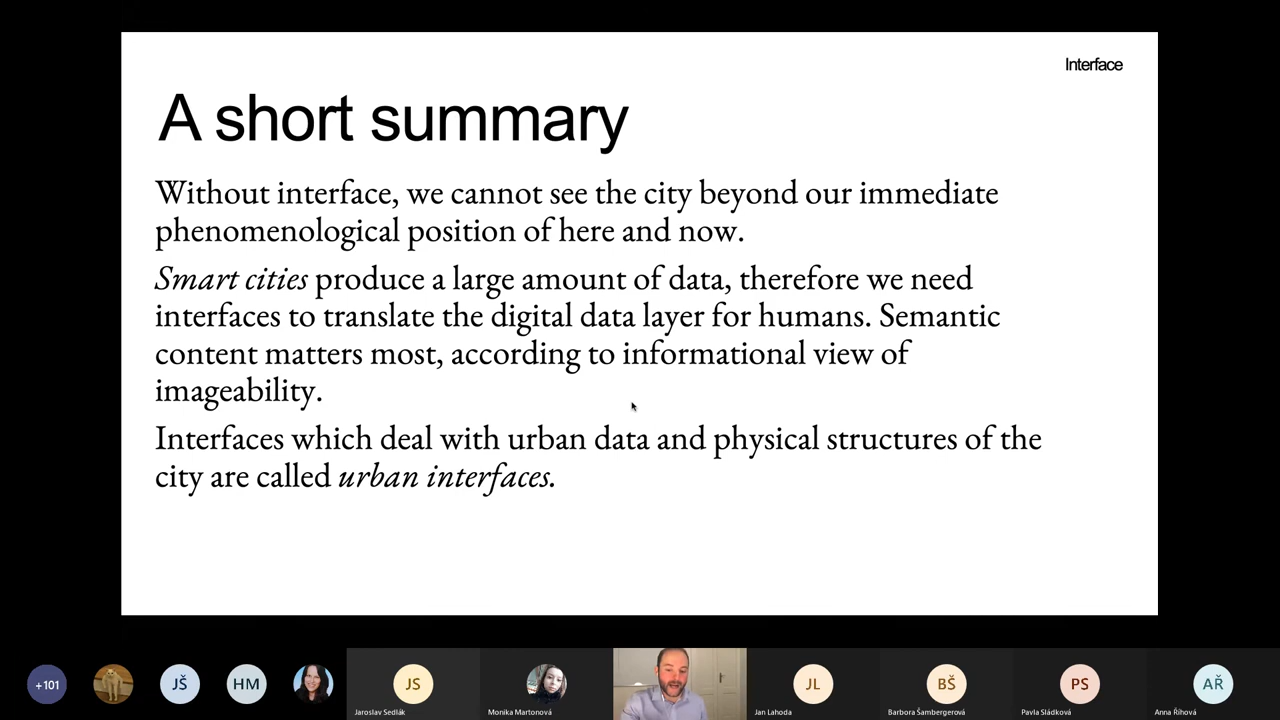 Interface
A short summary
Without interface, we cannot see the city beyond our immediate
phenomenological position of here and now.
Smart cities produce a large amount of data, therefore we need
interfaces to translate the digital data layer for humans. Semantic
content matters most, according to informational view of
imageability.
Interfaces which deal with urban data and physical structures of the
city are called urban interfaces.
+101
JŠ
HM
JS
JL
BŠ
PS
AŘ
Jaroslav Sedlák
Monika Martonová
Jan Lahoda
Barbora Šambergerová
Pavla Sládková
Anna Říhová